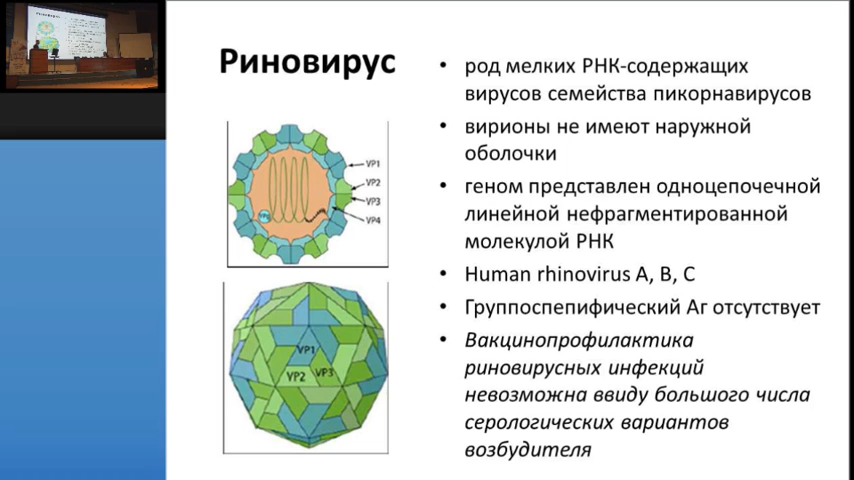 Риновирус
• род мелких РНК-содержащих
вирусов семейства пикорнавирусов
• вирионы не имеют наружной
оболочки
• геном представлен одноцепочечной
линейной нефрагментированной
молекулой РНК
• Human rhinovirus A, B, C
• Группоспепифический Аг отсутствует
• Вакцинопрофилактика
риновирусных инфекций
невозможна ввиду большого числа
серологических вариантов
возбудителя
VP1
VP2
VP3
VP4
VP1
VP2 VP3